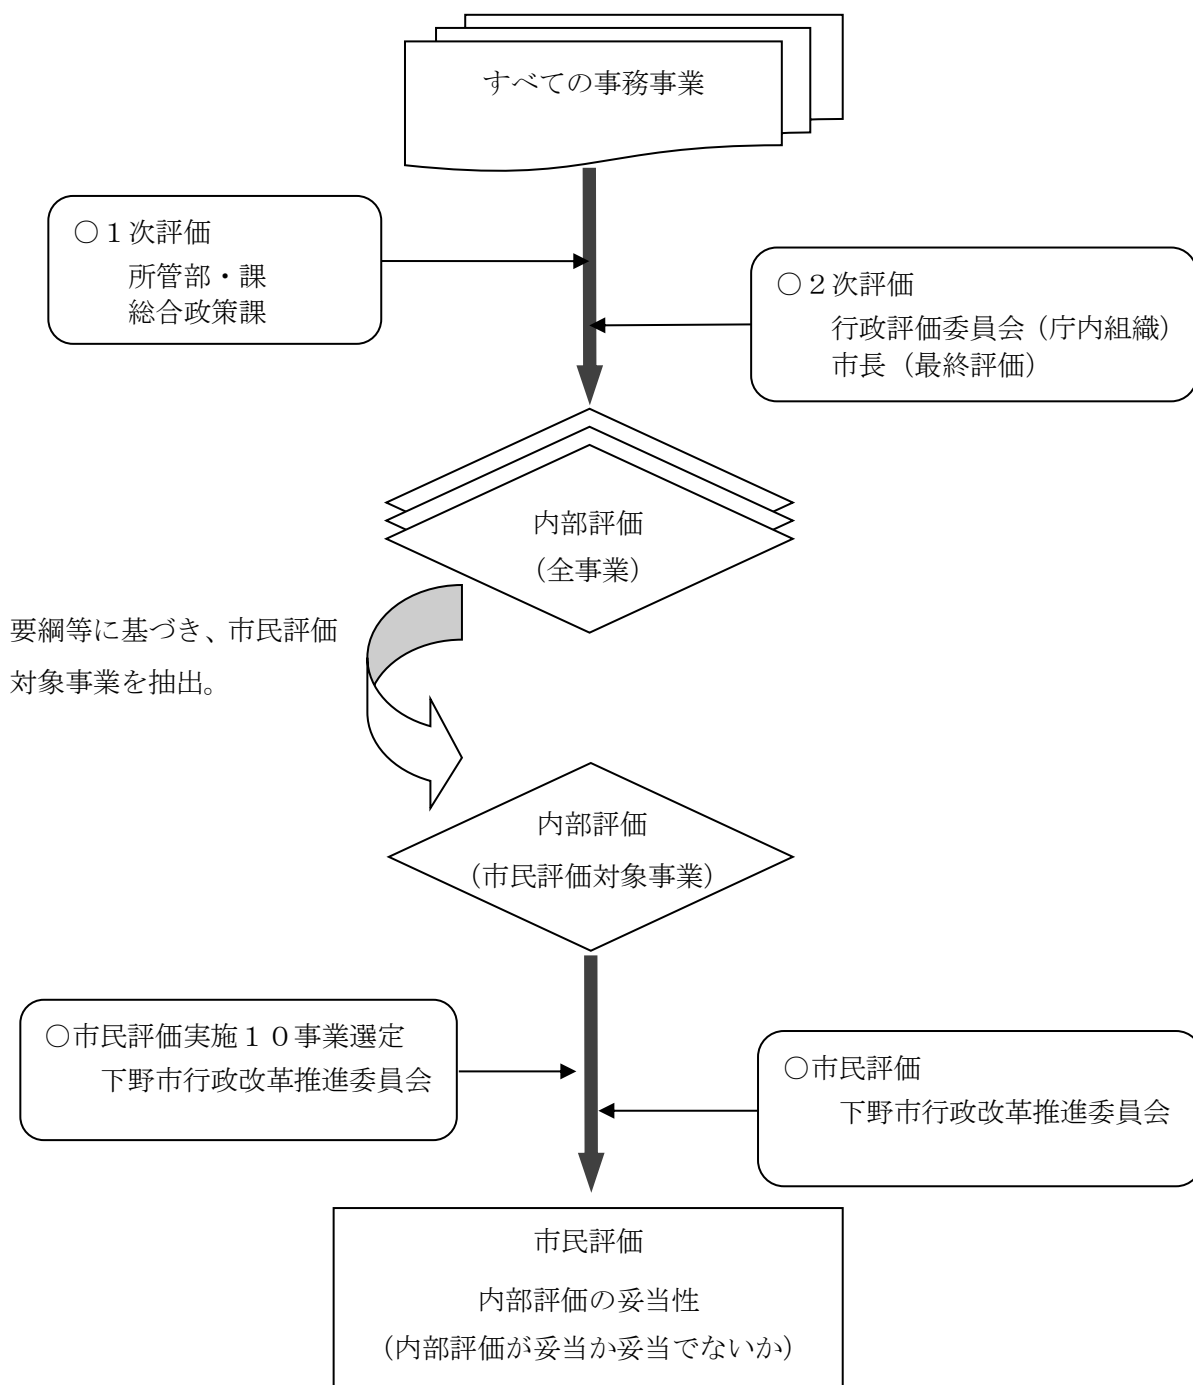 すべての事務事業
○１次評価
所管部・課
総合政策課
○２次評価
行政評価委員会（庁内組織）
市長（最終評価）
内部評価
（全事業）
要綱等に基づき、市民評価
対象事業を抽出。
内部評価
（市民評価対象事業）
○市民評価実施１０事業選定
下野市行政改革推進委員会
○市民評価
下野市行政改革推進委員会
市民評価
内部評価の妥当性
（内部評価が妥当か妥当でないか）